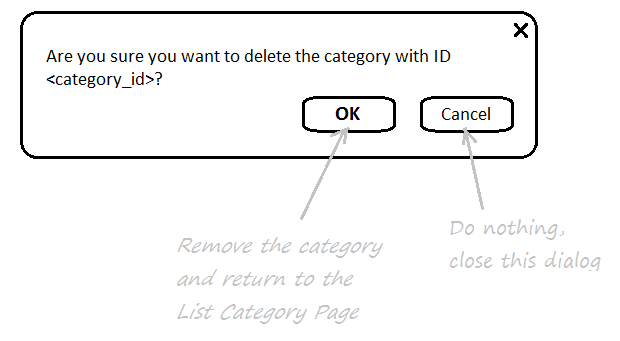 Are you sure you want to delete the category with ID
<category_id>?
OK
Cancel
Remove the category
and return to the
List Category Page
Do nothing,
close this dialog